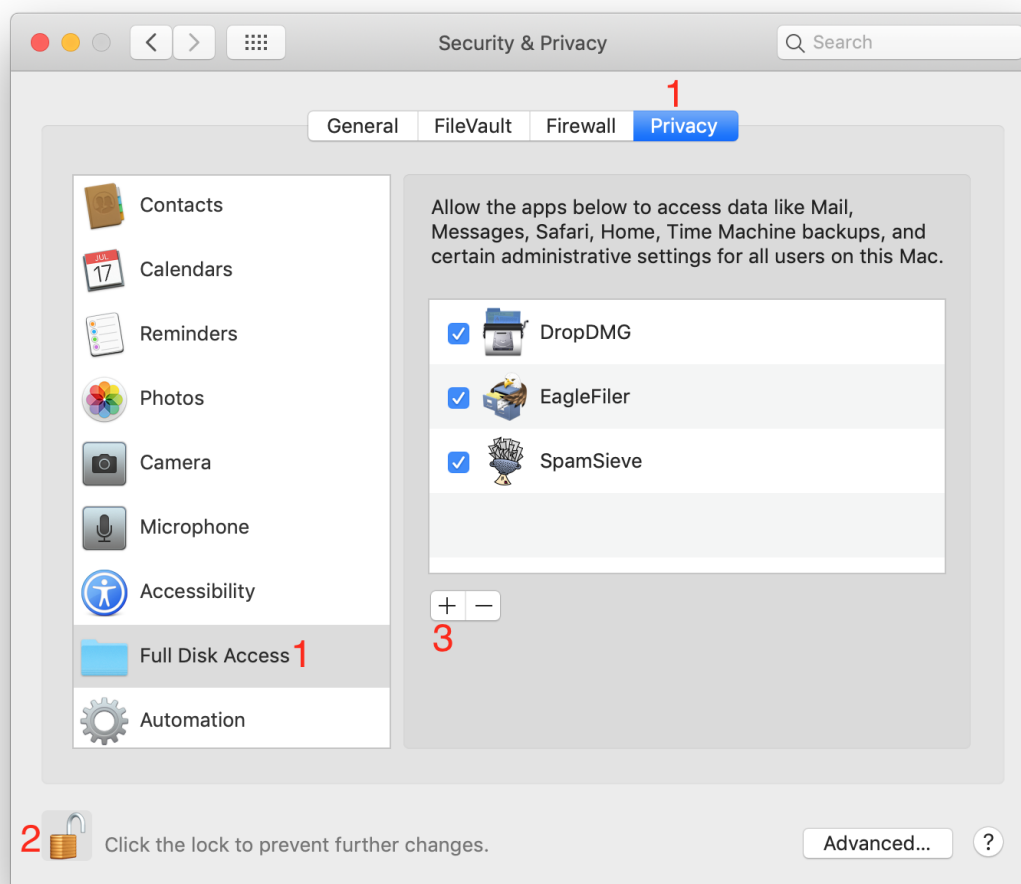 Security & Privacy
Search
1
General
FileVault
Firewall
Privacy
Contacts
JUL
17
Calendars
Reminders
Photos
Camera
Microphone
Accessibility
Full Disk Access 1
Automation
Allow the apps below to access data like Mail,
Messages, Safari, Home, Time Machine backups, and
certain administrative settings for all users on this Mac.
DropDMG
EagleFiler
SpamSieve
+ −
3
2
Click the lock to prevent further changes.
Advanced...
?